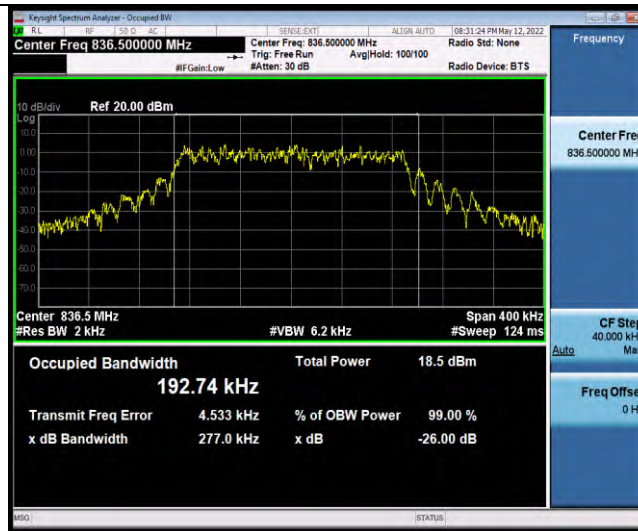 Keysight Spectrum Analyzer - Occupied BW
RL RF 50 Ω AC SENSE:EXT ALIGN AUTO 08:31:24 PM May 12, 2022
Center Freq 836.500000 MHz
Center Freq: 836.500000 MHz
Radio Std: None
Trig: Free Run Avg|Hold: 100/100
#IFGain:Low
#Atten: 30 dB
Radio Device: BTS
Frequency
10 dB/div Ref 20.00 dBm
Log
10.0
0.00
-10.0
-20.0
-30.0
-40.0
-50.0
-60.0
-70.0
Center 836.5 MHz
Span 400 kHz
#Res BW 2 kHz
#VBW 6.2 kHz
#Sweep 124 ms
Center Fre
836.500000 MH
CF Step
40.000 kH
Auto Ma
Freq Offse
0 H
Occupied Bandwidth
Total Power 18.5 dBm
192.74 kHz
Transmit Freq Error 4.533 kHz % of OBW Power 99.00 %
x dB Bandwidth 277.0 kHz x dB -26.00 dB
MSG STATUS